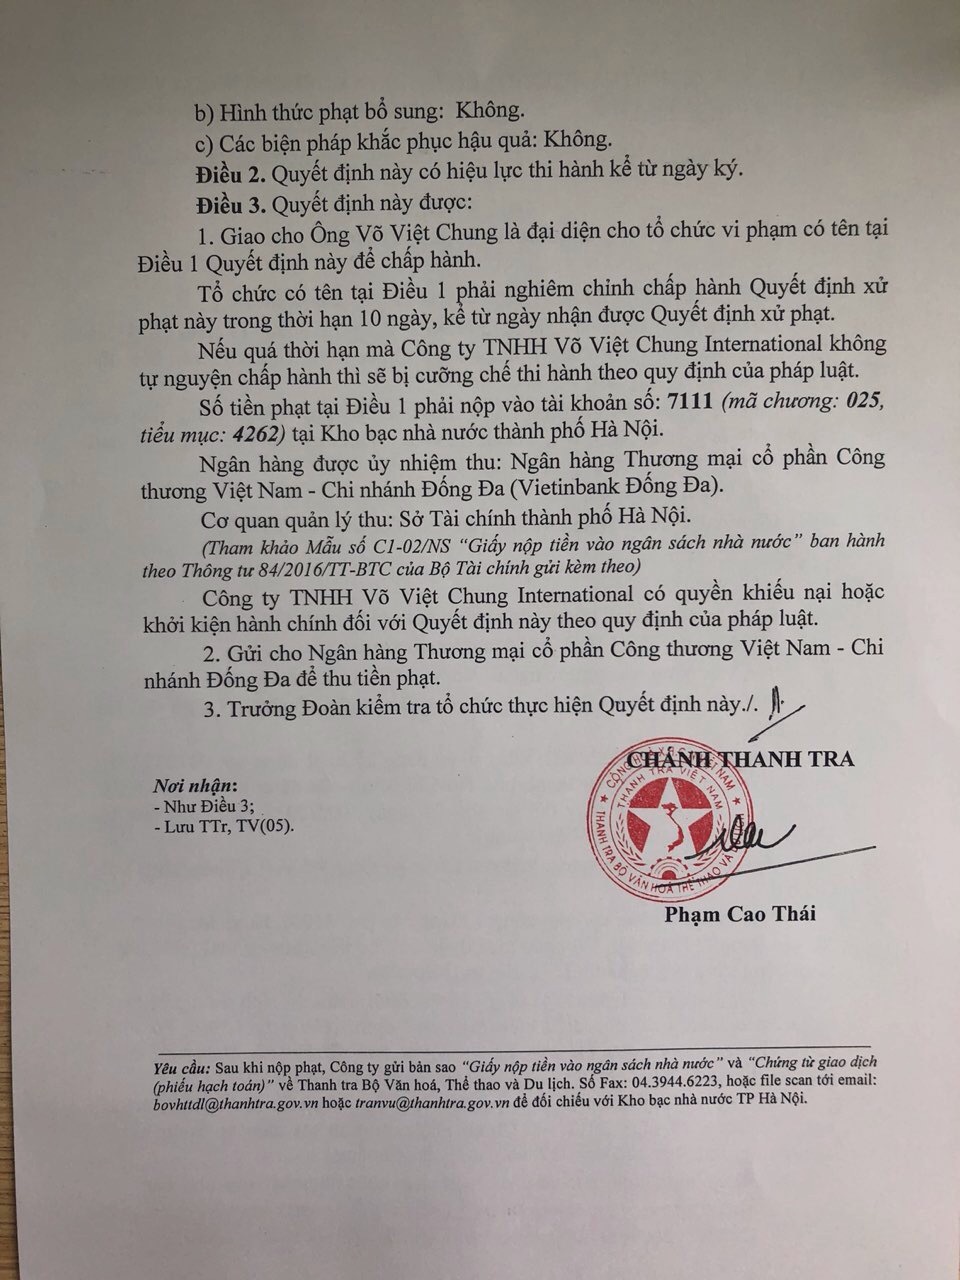 b) Hình thức phạt bổ sung: Không.
c) Các biện pháp khắc phục hậu quả: Không.
Điều 2. Quyết định này có hiệu lực thi hành kể từ ngày ký.
Điều 3. Quyết định này được:
1. Giao cho Ông Võ Việt Chung là đại diện cho tổ chức vi phạm có tên tại
Điều 1 Quyết định này để chấp hành.
Tổ chức có tên tại Điều 1 phải nghiêm chỉnh chấp hành Quyết định xử
phạt này trong thời hạn 10 ngày, kể từ ngày nhận được Quyết định xử phạt.
Nếu quá thời hạn mà Công ty TNHH Võ Việt Chung International không
tự nguyện chấp hành thì sẽ bị cưỡng chế thi hành theo quy định của pháp luật.
Số tiền phạt tại Điều 1 phải nộp vào tài khoản số: 7111 (mã chương: 025,
tiểu mục: 4262) tại Kho bạc nhà nước thành phố Hà Nội.
Ngân hàng được ủy nhiệm thu: Ngân hàng Thương mại cổ phần Công
thương Việt Nam - Chi nhánh Đống Đa (Vietinbank Đống Đa).
Cơ quan quản lý thu: Sở Tài chính thành phố Hà Nội.
(Tham khảo Mẫu số C1-02/NS “Giấy nộp tiền vào ngân sách nhà nước” ban hành
theo Thông tư 84/2016/TT-BTC của Bộ Tài chính gửi kèm theo)
Công ty TNHH Võ Việt Chung International có quyền khiếu nại hoặc
khởi kiện hành chính đối với Quyết định này theo quy định của pháp luật.
2. Gửi cho Ngân hàng Thương mại cổ phần Công thương Việt Nam - Chi
nhánh Đống Đa để thu tiền phạt.
3. Trưởng Đoàn kiểm tra tổ chức thực hiện Quyết định này./.
CHÁNH THANH TRA
Nơi nhận:
- Như Điều 3;
- Lưu TTr, TV(05).
THANH TRA VIỆT NAM
THANH TRA BỘ VĂN HOÁ THỂ THAO VÀ
Phạm Cao Thái
Yêu cầu: Sau khi nộp phạt, Công ty gửi bản sao “Giấy nộp tiền vào ngân sách nhà nước” và “Chứng từ giao dịch
(phiếu hạch toán)” về Thanh tra Bộ Văn hoá, Thể thao và Du lịch. Số Fax: 04.3944.6223, hoặc file scan tới email:
bovhttdl@thanhtra.gov.vn hoặc tranvu@thanhtra.gov.vn để đối chiếu với Kho bạc nhà nước TP Hà Nội.